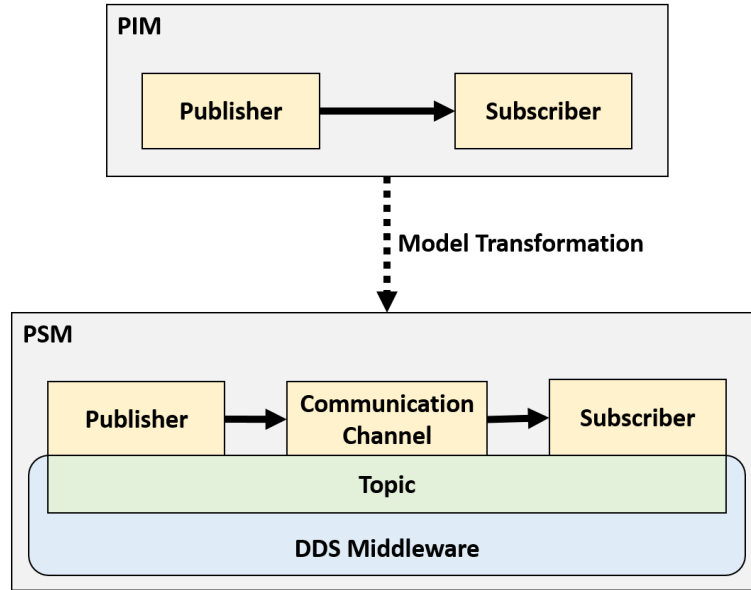 PIM
Publisher
Subscriber
Model Transformation
PSM
Publisher
Communication
Channel
Subscriber
Topic
DDS Middleware